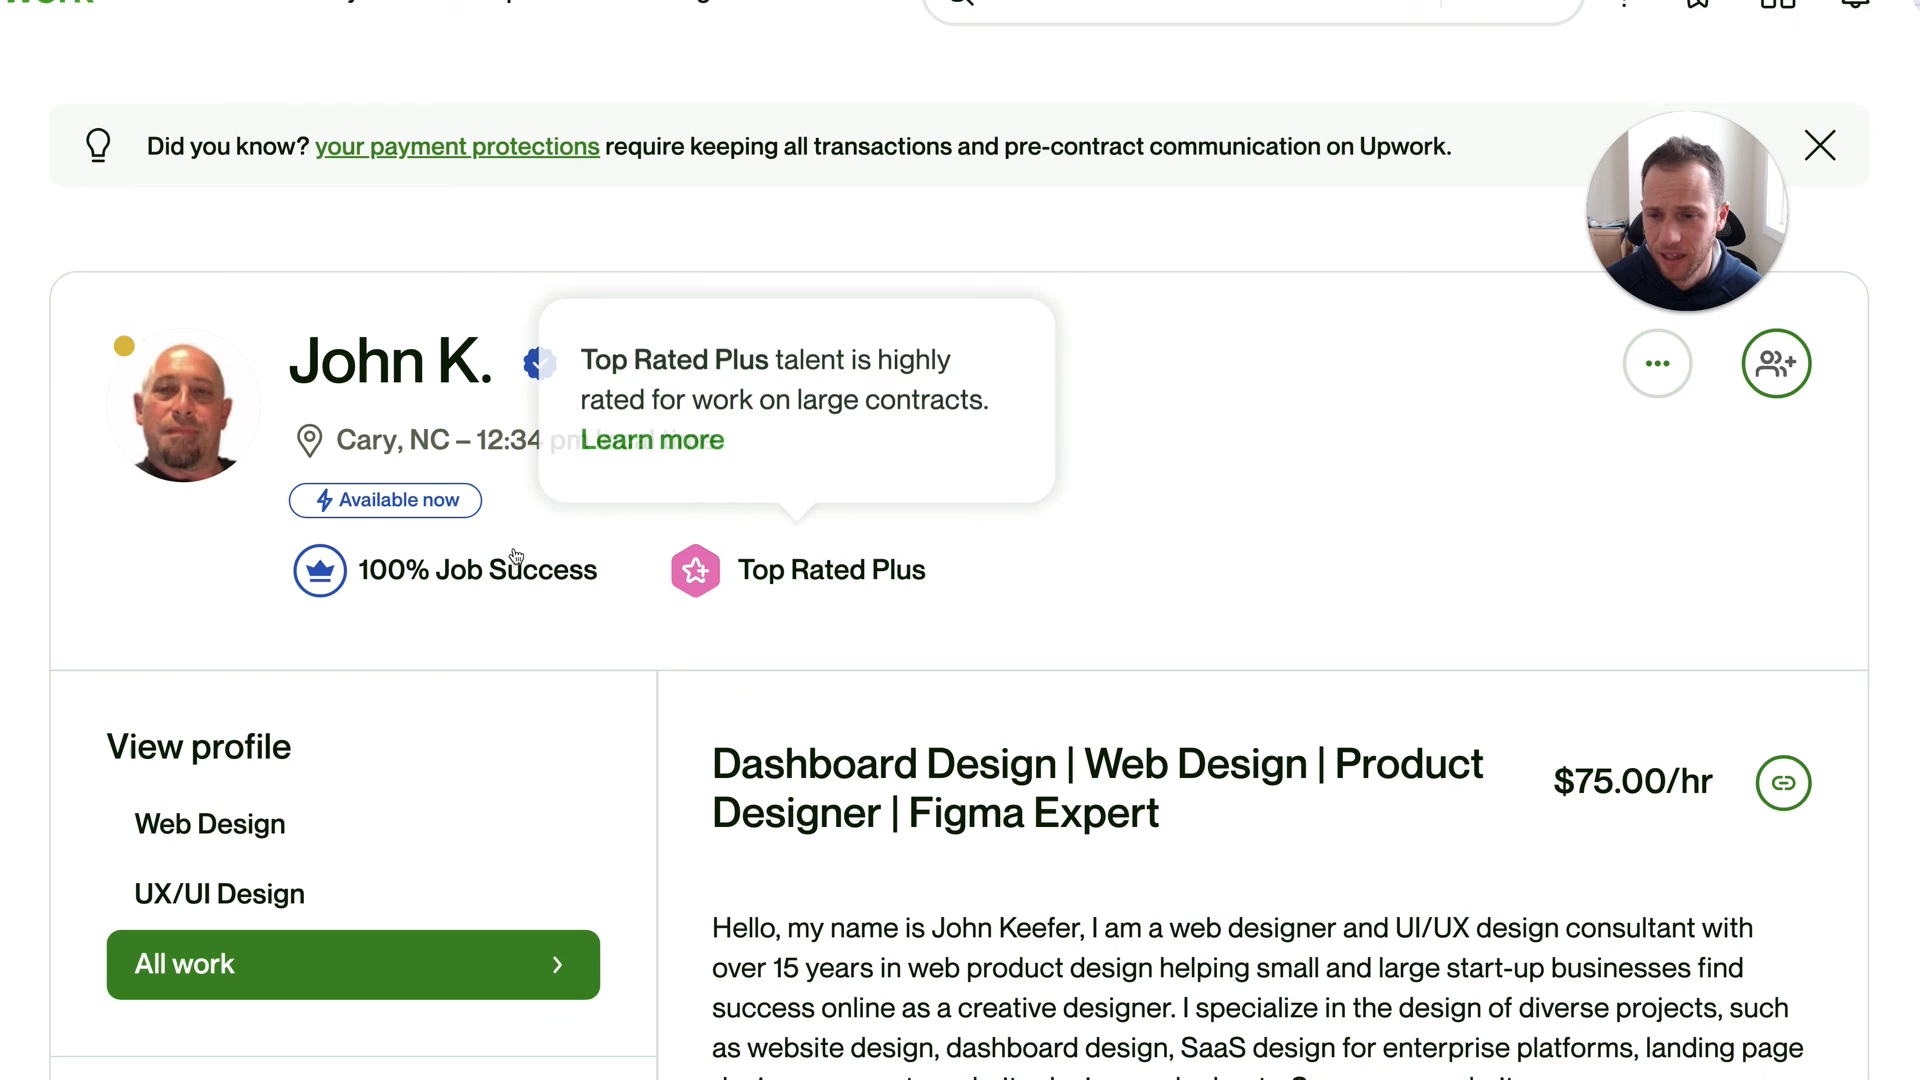 Did you know? your payment protections require keeping all transactions and pre-contract communication on Upwork.
John K.
Top Rated Plus talent is highly
rated for work on large contracts.
Learn more
Cary, NC – 12:34 pm
Available now
100% Job Success
Top Rated Plus
View profile
Web Design
UX/UI Design
All work
Dashboard Design | Web Design | Product
Designer | Figma Expert
$75.00/hr
Hello, my name is John Keefer, I am a web designer and UI/UX design consultant with
over 15 years in web product design helping small and large start-up businesses find
success online as a creative designer. I specialize in the design of diverse projects, such
as website design, dashboard design, SaaS design for enterprise platforms, landing page